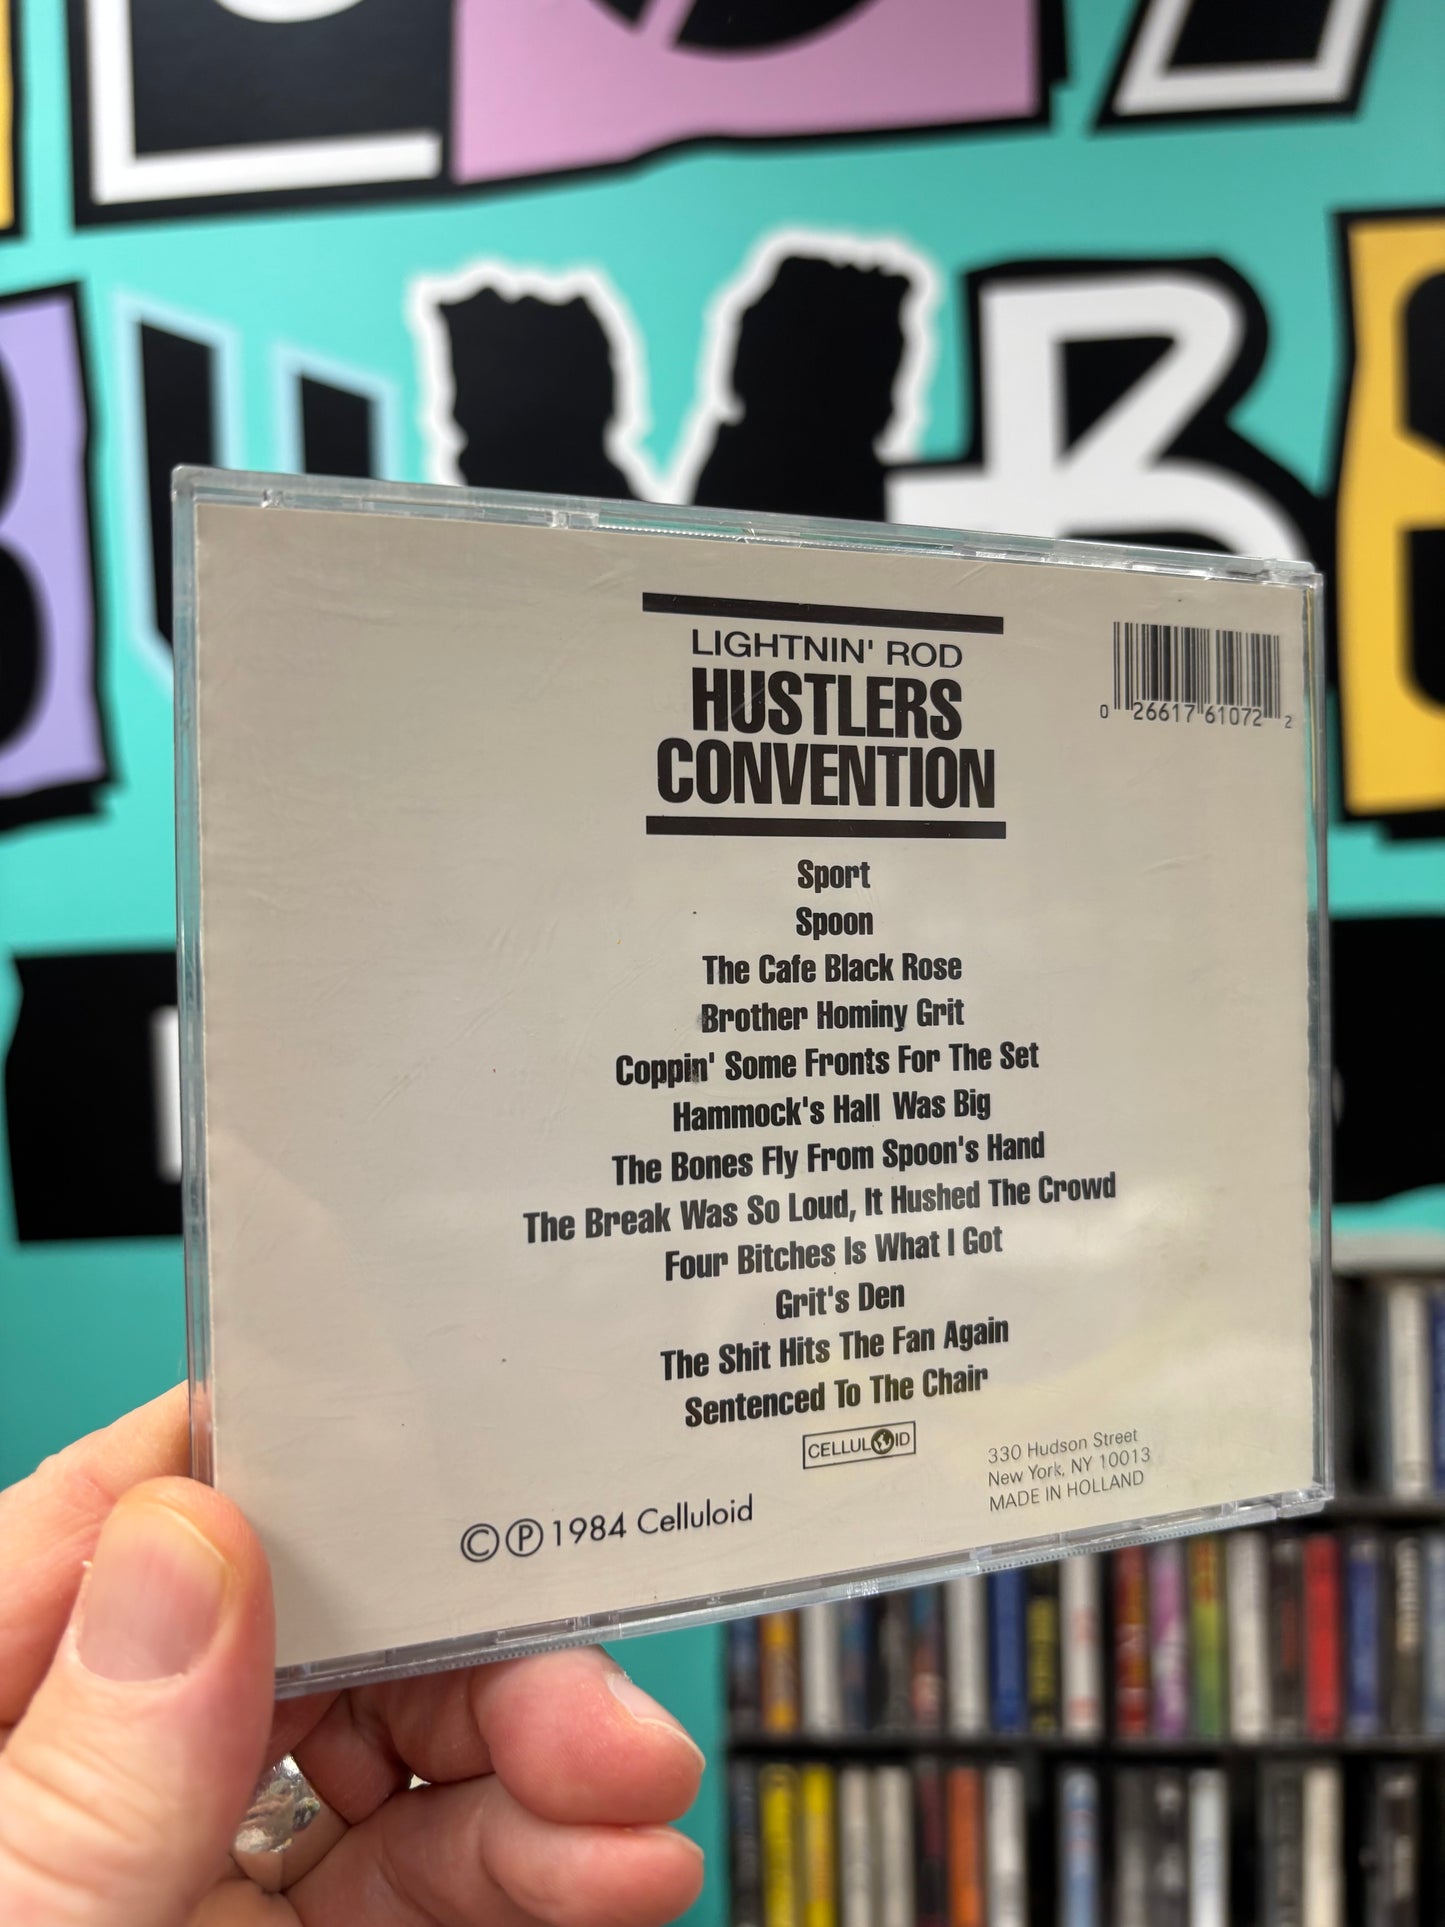 LIGHTNIN' ROD
HUSTLERS
CONVENTION
0 26617 61072 2
Sport
Spoon
The Cafe Black Rose
Brother Hominy Grit
Coppin' Some Fronts For The Set
Hammock's Hall Was Big
The Bones Fly From Spoon's Hand
The Break Was So Loud, It Hushed The Crowd
Four Bitches Is What I Got
Grit's Den
The Shit Hits The Fan Again
Sentenced To The Chair
CELLULOID
330 Hudson Street
New York, NY 10013
MADE IN HOLLAND
©℗ 1984 Celluloid